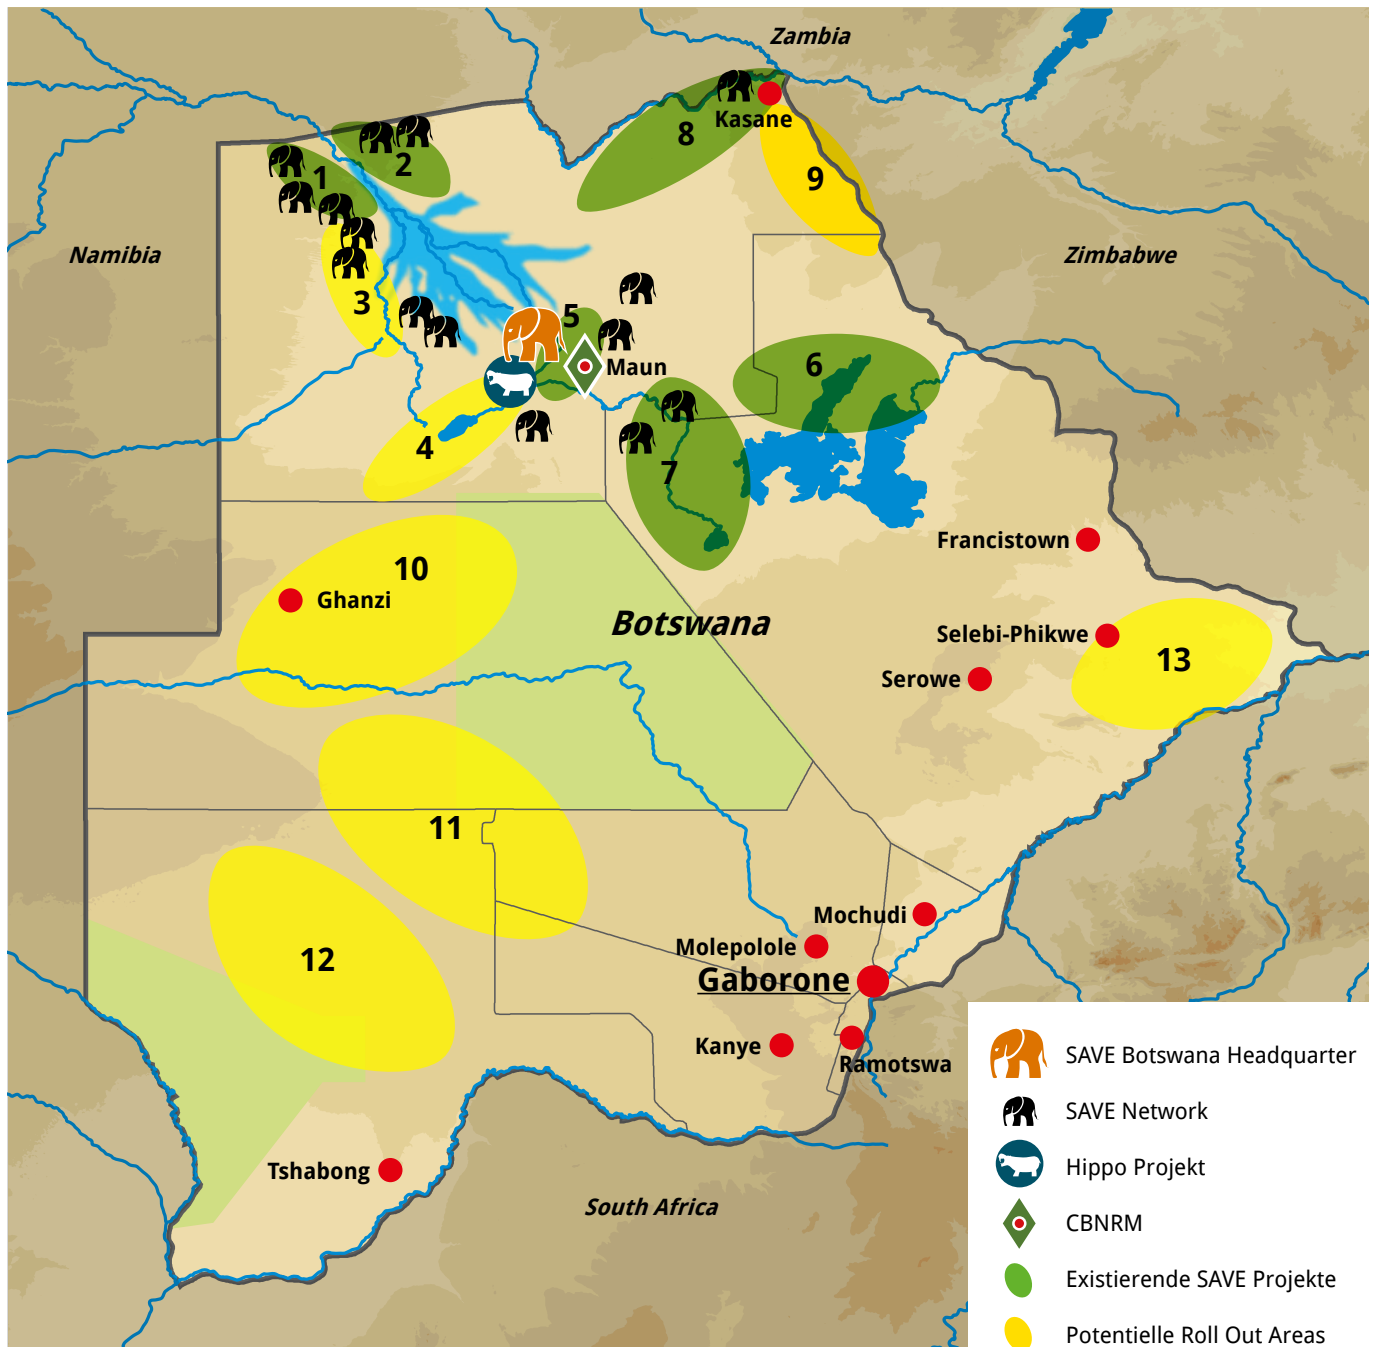 Zambia
Kasane
8
2
1
9
Namibia
Zimbabwe
3
5
Maun
6
4
7
Francistown
10
Ghanzi
Botswana
Selebi-Phikwe
13
Serowe
11
Mochudi
Molepolole
12
Gaborone
Kanye
Ramotswa
Tshabong
South Africa
SAVE Botswana Headquarter
SAVE Network
Hippo Projekt
CBNRM
Existierende SAVE Projekte
Potentielle Roll Out Areas